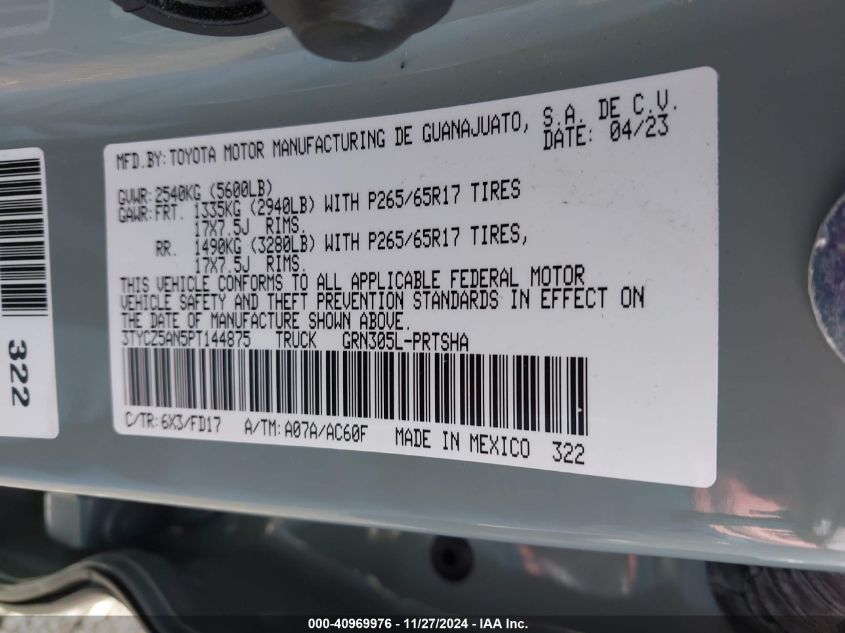 MFD.BY: TOYOTA MOTOR MANUFACTURING DE GUANAJUATO, S.A. DE C.V.
DATE: 04/23
GVWR: 2540KG (5600LB)
GAWR: FRT. 1335KG (2940LB) WITH P265/65R17 TIRES
17X7.5J RIMS.
RR. 1490KG (3280LB) WITH P265/65R17 TIRES,
17X7.5J RIMS.
THIS VEHICLE CONFORMS TO ALL APPLICABLE FEDERAL MOTOR
VEHICLE SAFETY AND THEFT PREVENTION STANDARDS IN EFFECT ON
THE DATE OF MANUFACTURE SHOWN ABOVE.
3TYCZ5AN5PT144875 TRUCK GRN305L-PRTSHA
C/TR: 6X3/FD17 A/TM: A07A/AC60F MADE IN MEXICO 322
322
000-40969976 - 11/27/2024 - IAA Inc.